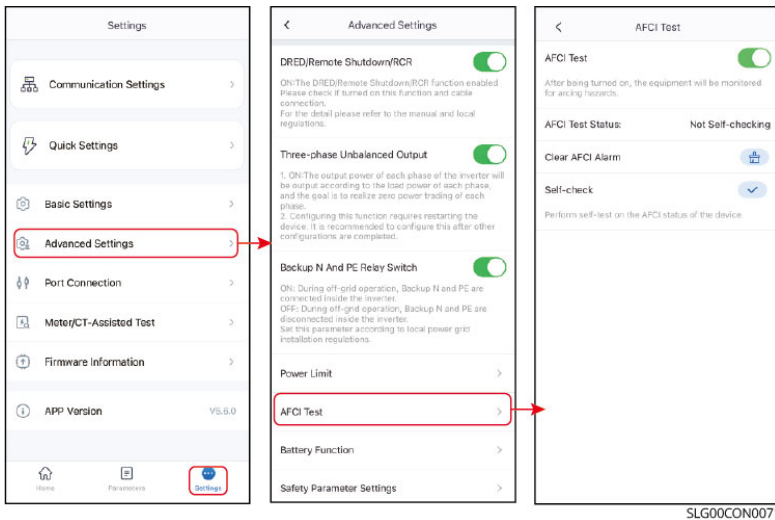 Settings
Communication Settings
Quick Settings
Basic Settings
Advanced Settings
Port Connection
Meter/CT-Assisted Test
Firmware Information
APP Version V5.6.0
Home Parameters Settings
Advanced Settings
DRED/Remote Shutdown/RCR
ON:The DRED/Remote Shutdown/RCR function enabled
Please check if turned on this function and cable
connection.
For the detail please refer to the manual and local
regulations.
Three-phase Unbalanced Output
1. ON:The output power of each phase of the inverter will
be output according to the load power of each phase,
and the goal is to realize zero power trading of each
phase.
2. Configuring this function requires restarting the
device. It is recommended to configure this after other
configurations are completed.
Backup N And PE Relay Switch
ON: During off-grid operation, Backup N and PE are
connected inside the inverter.
OFF: During off-grid operation, Backup N and PE are
disconnected inside the inverter.
Set this parameter according to local power grid
installation regulations.
Power Limit
AFCI Test
Battery Function
Safety Parameter Settings
AFCI Test
AFCI Test
After being turned on, the equipment will be monitored
for arcing hazards.
AFCI Test Status: Not Self-checking
Clear AFCI Alarm
Self-check
Perform self-test on the AFCI status of the device
SLG00CON007